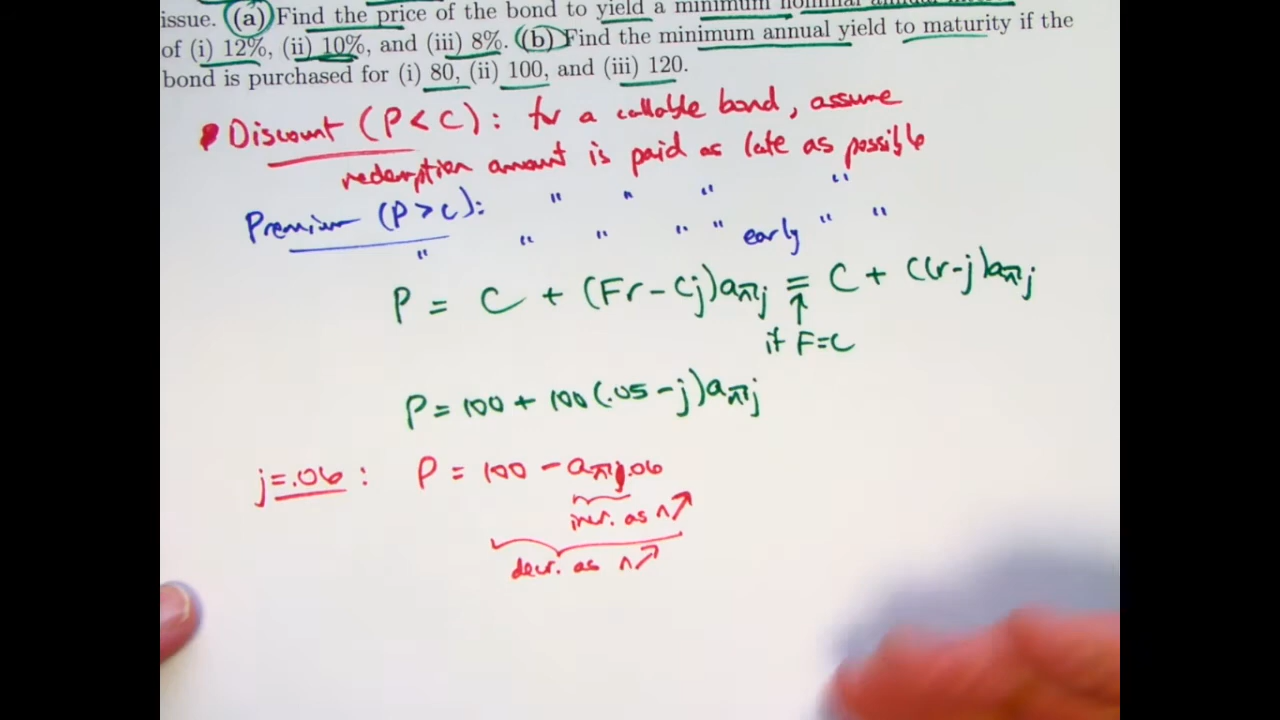 issue. (a) Find the price of the bond to yield a minimum nominal annual
of (i) 12%, (ii) 10%, and (iii) 8%. (b) Find the minimum annual yield to maturity if the
bond is purchased for (i) 80, (ii) 100, and (iii) 120.
Discount (P < C): for a callable bond, assume
redemption amount is paid as late as possible
Premium (P > C): " " " "
" " " " " early " "
P = C + (Fr - Cj)a_n⌉j = C + C(r-j)a_n⌉j
↑
if F=C
P = 100 + 100(.05 - j)a_n⌉j
j=.06 : P = 100 - a_n⌉.06
incr. as n↗
decr. as n↗